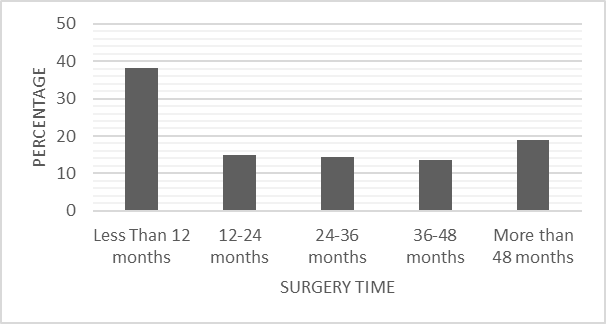 50
40
30
20
10
0
PERCENTAGE
Less Than 12 months
12-24 months
24-36 months
36-48 months
More than 48 months
SURGERY TIME